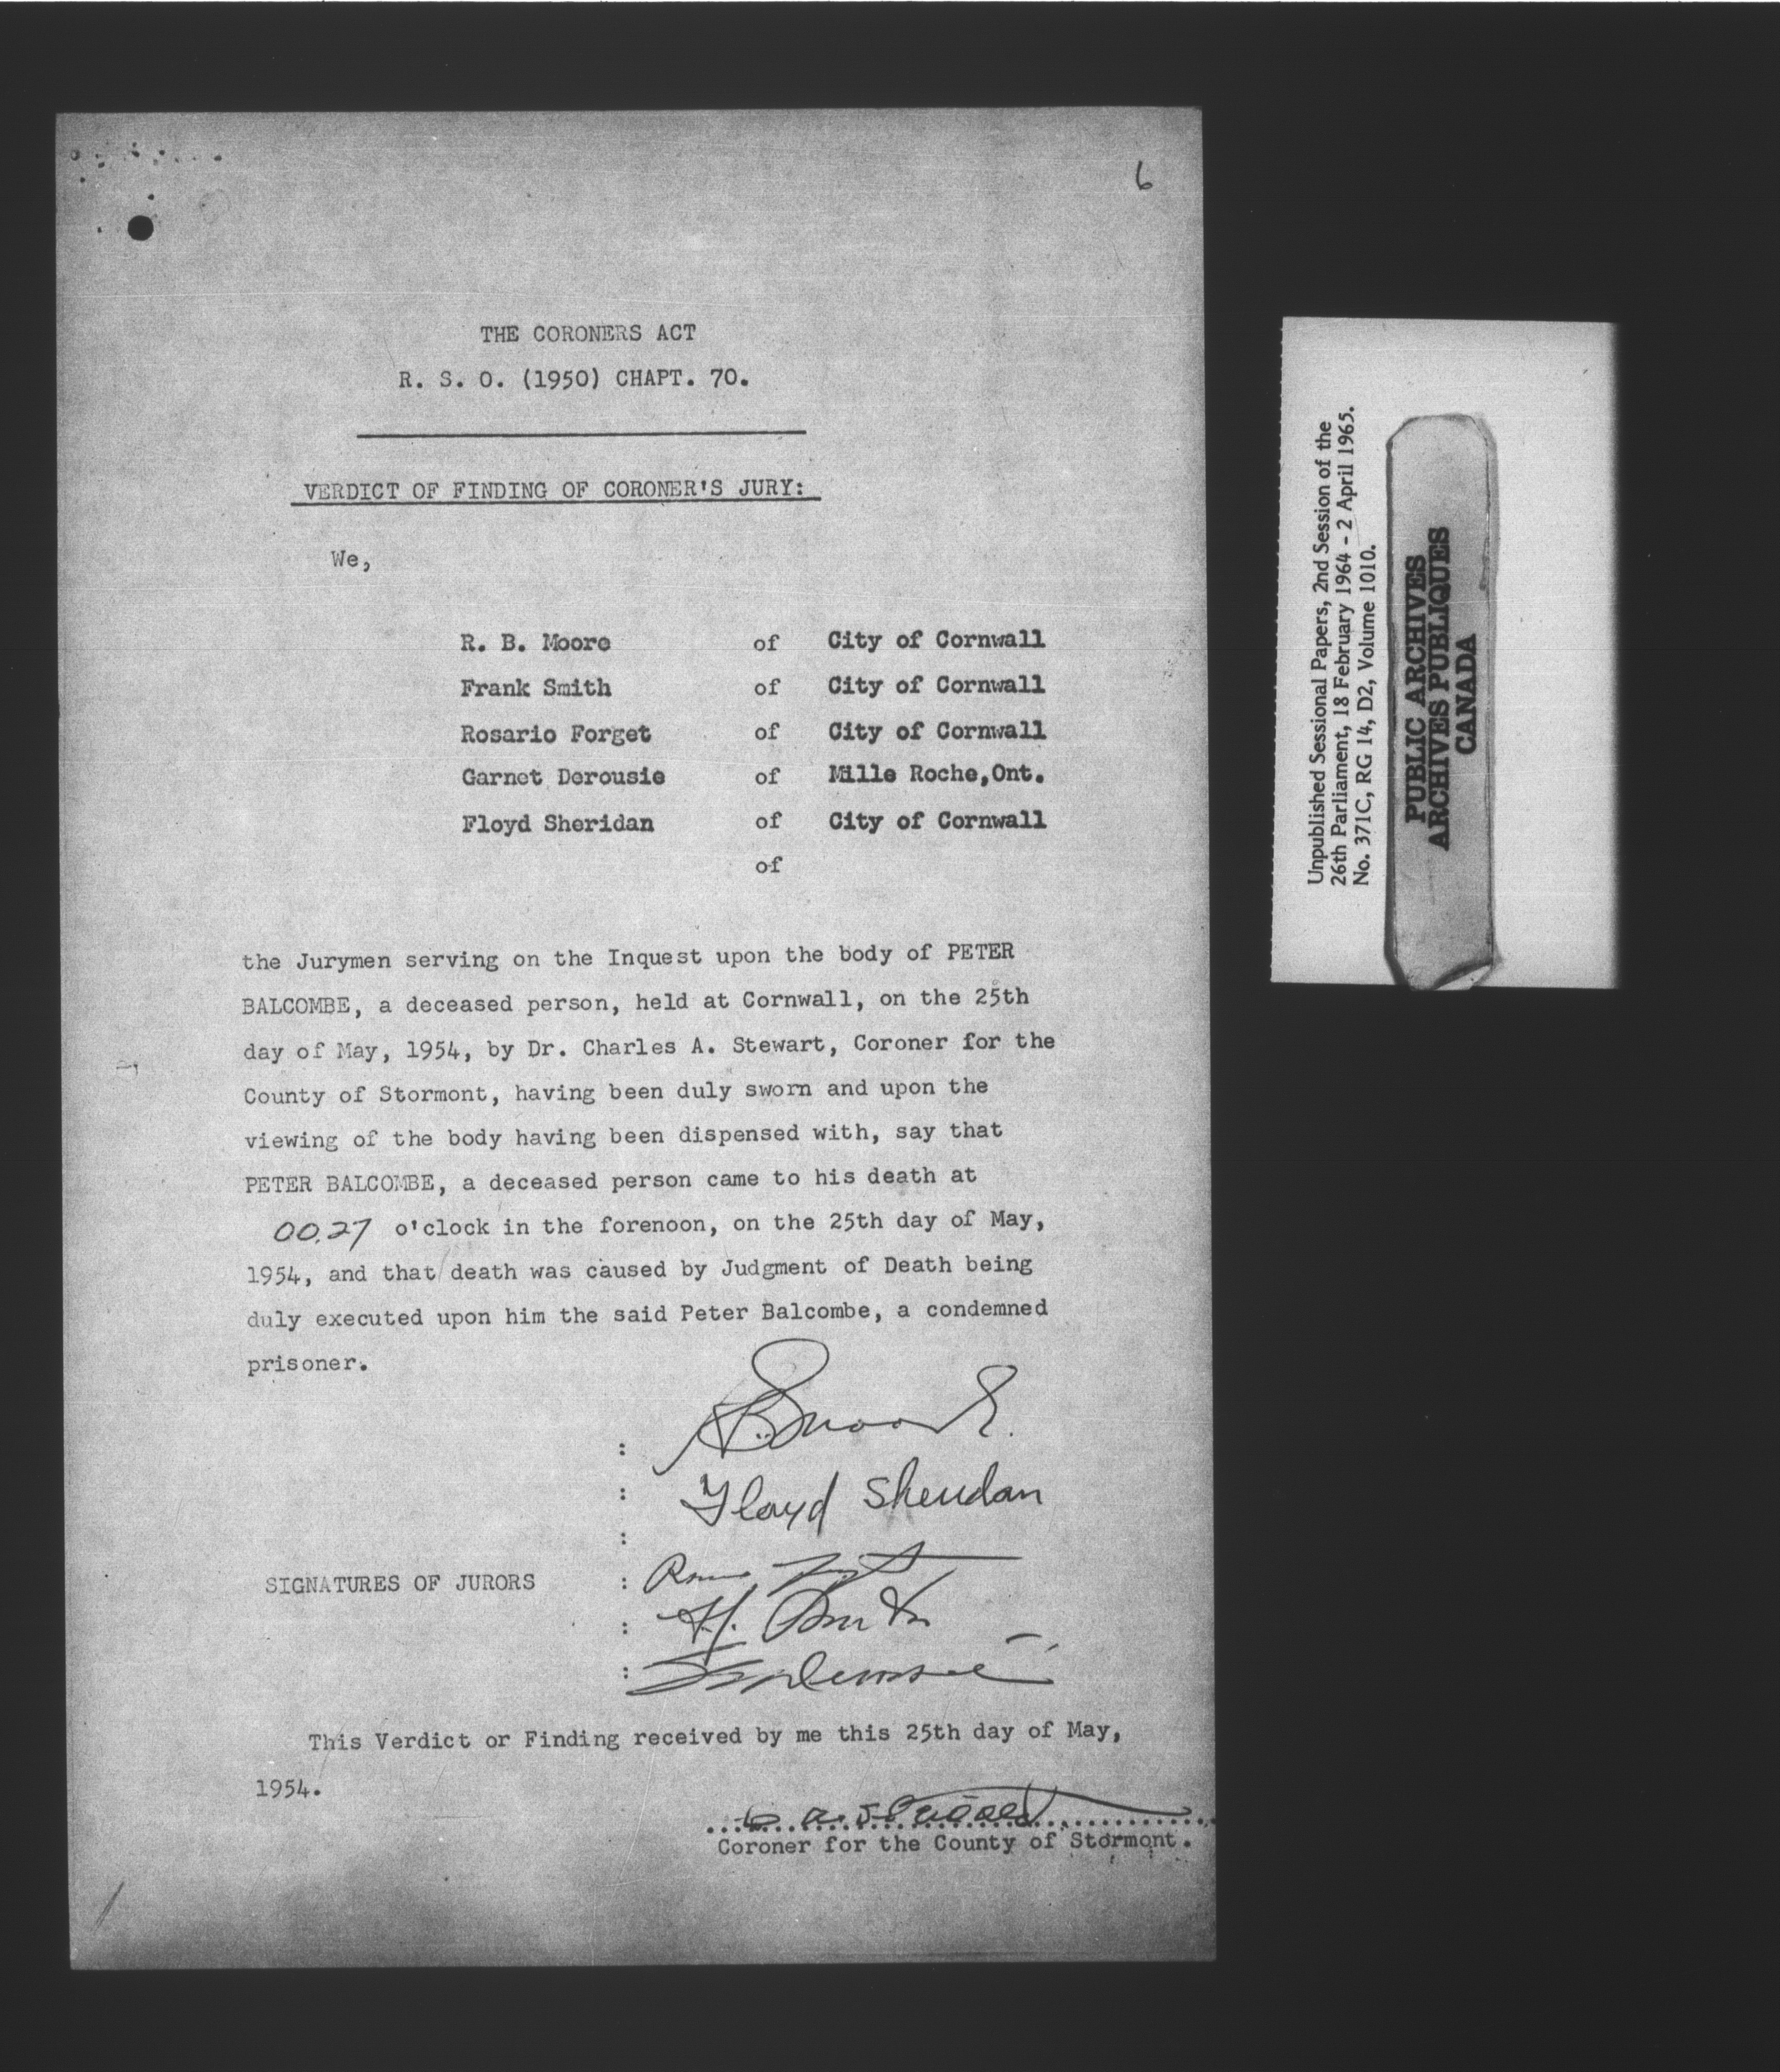 6
THE CORONERS ACT
R. S. O. (1950) CHAPT. 70.
VERDICT OF FINDING OF CORONER'S JURY:
We,
R. B. Moore of City of Cornwall
Frank Smith of City of Cornwall
Rosario Forget of City of Cornwall
Garnet Derousie of Mille Roche,Ont.
Floyd Sheridan of City of Cornwall
of
the Jurymen serving on the Inquest upon the body of PETER
BALCOMBE, a deceased person, held at Cornwall, on the 25th
day of May, 1954, by Dr. Charles A. Stewart, Coroner for the
County of Stormont, having been duly sworn and upon the
viewing of the body having been dispensed with, say that
PETER BALCOMBE, a deceased person came to his death at
00.27 o'clock in the forenoon, on the 25th day of May,
1954, and that death was caused by Judgment of Death being
duly executed upon him the said Peter Balcombe, a condemned
prisoner.
:
: Floyd Sheridan
:
SIGNATURES OF JURORS :
:
:
This Verdict or Finding received by me this 25th day of May,
1954.
Coroner for the County of Stormont.
Unpublished Sessional Papers, 2nd Session of the
26th Parliament, 18 February 1964 - 2 April 1965.
No. 371C, RG 14, D2, Volume 1010.
PUBLIC ARCHIVES
ARCHIVES PUBLIQUES
CANADA